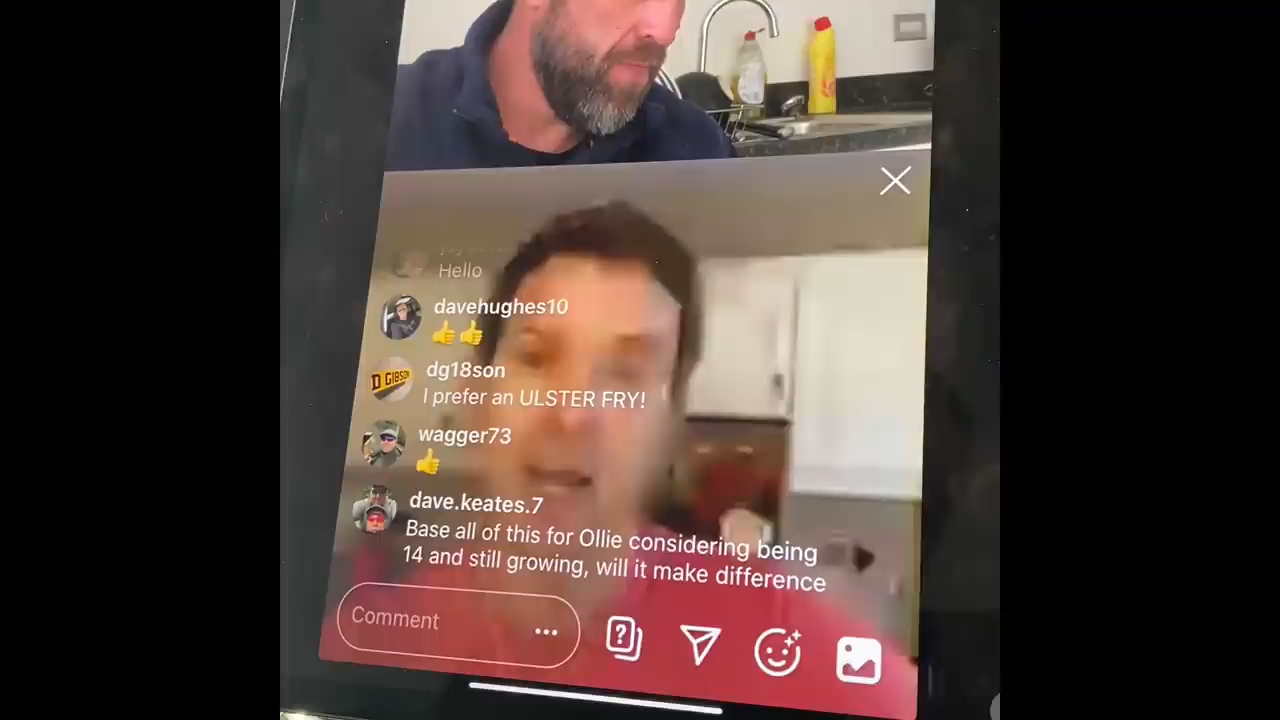 Hello
davehughes10
👍👍
dg18son
D GIBSON
I prefer an ULSTER FRY!
wagger73
👍
dave.keates.7
Base all of this for Ollie considering being
14 and still growing, will it make difference
Comment
?